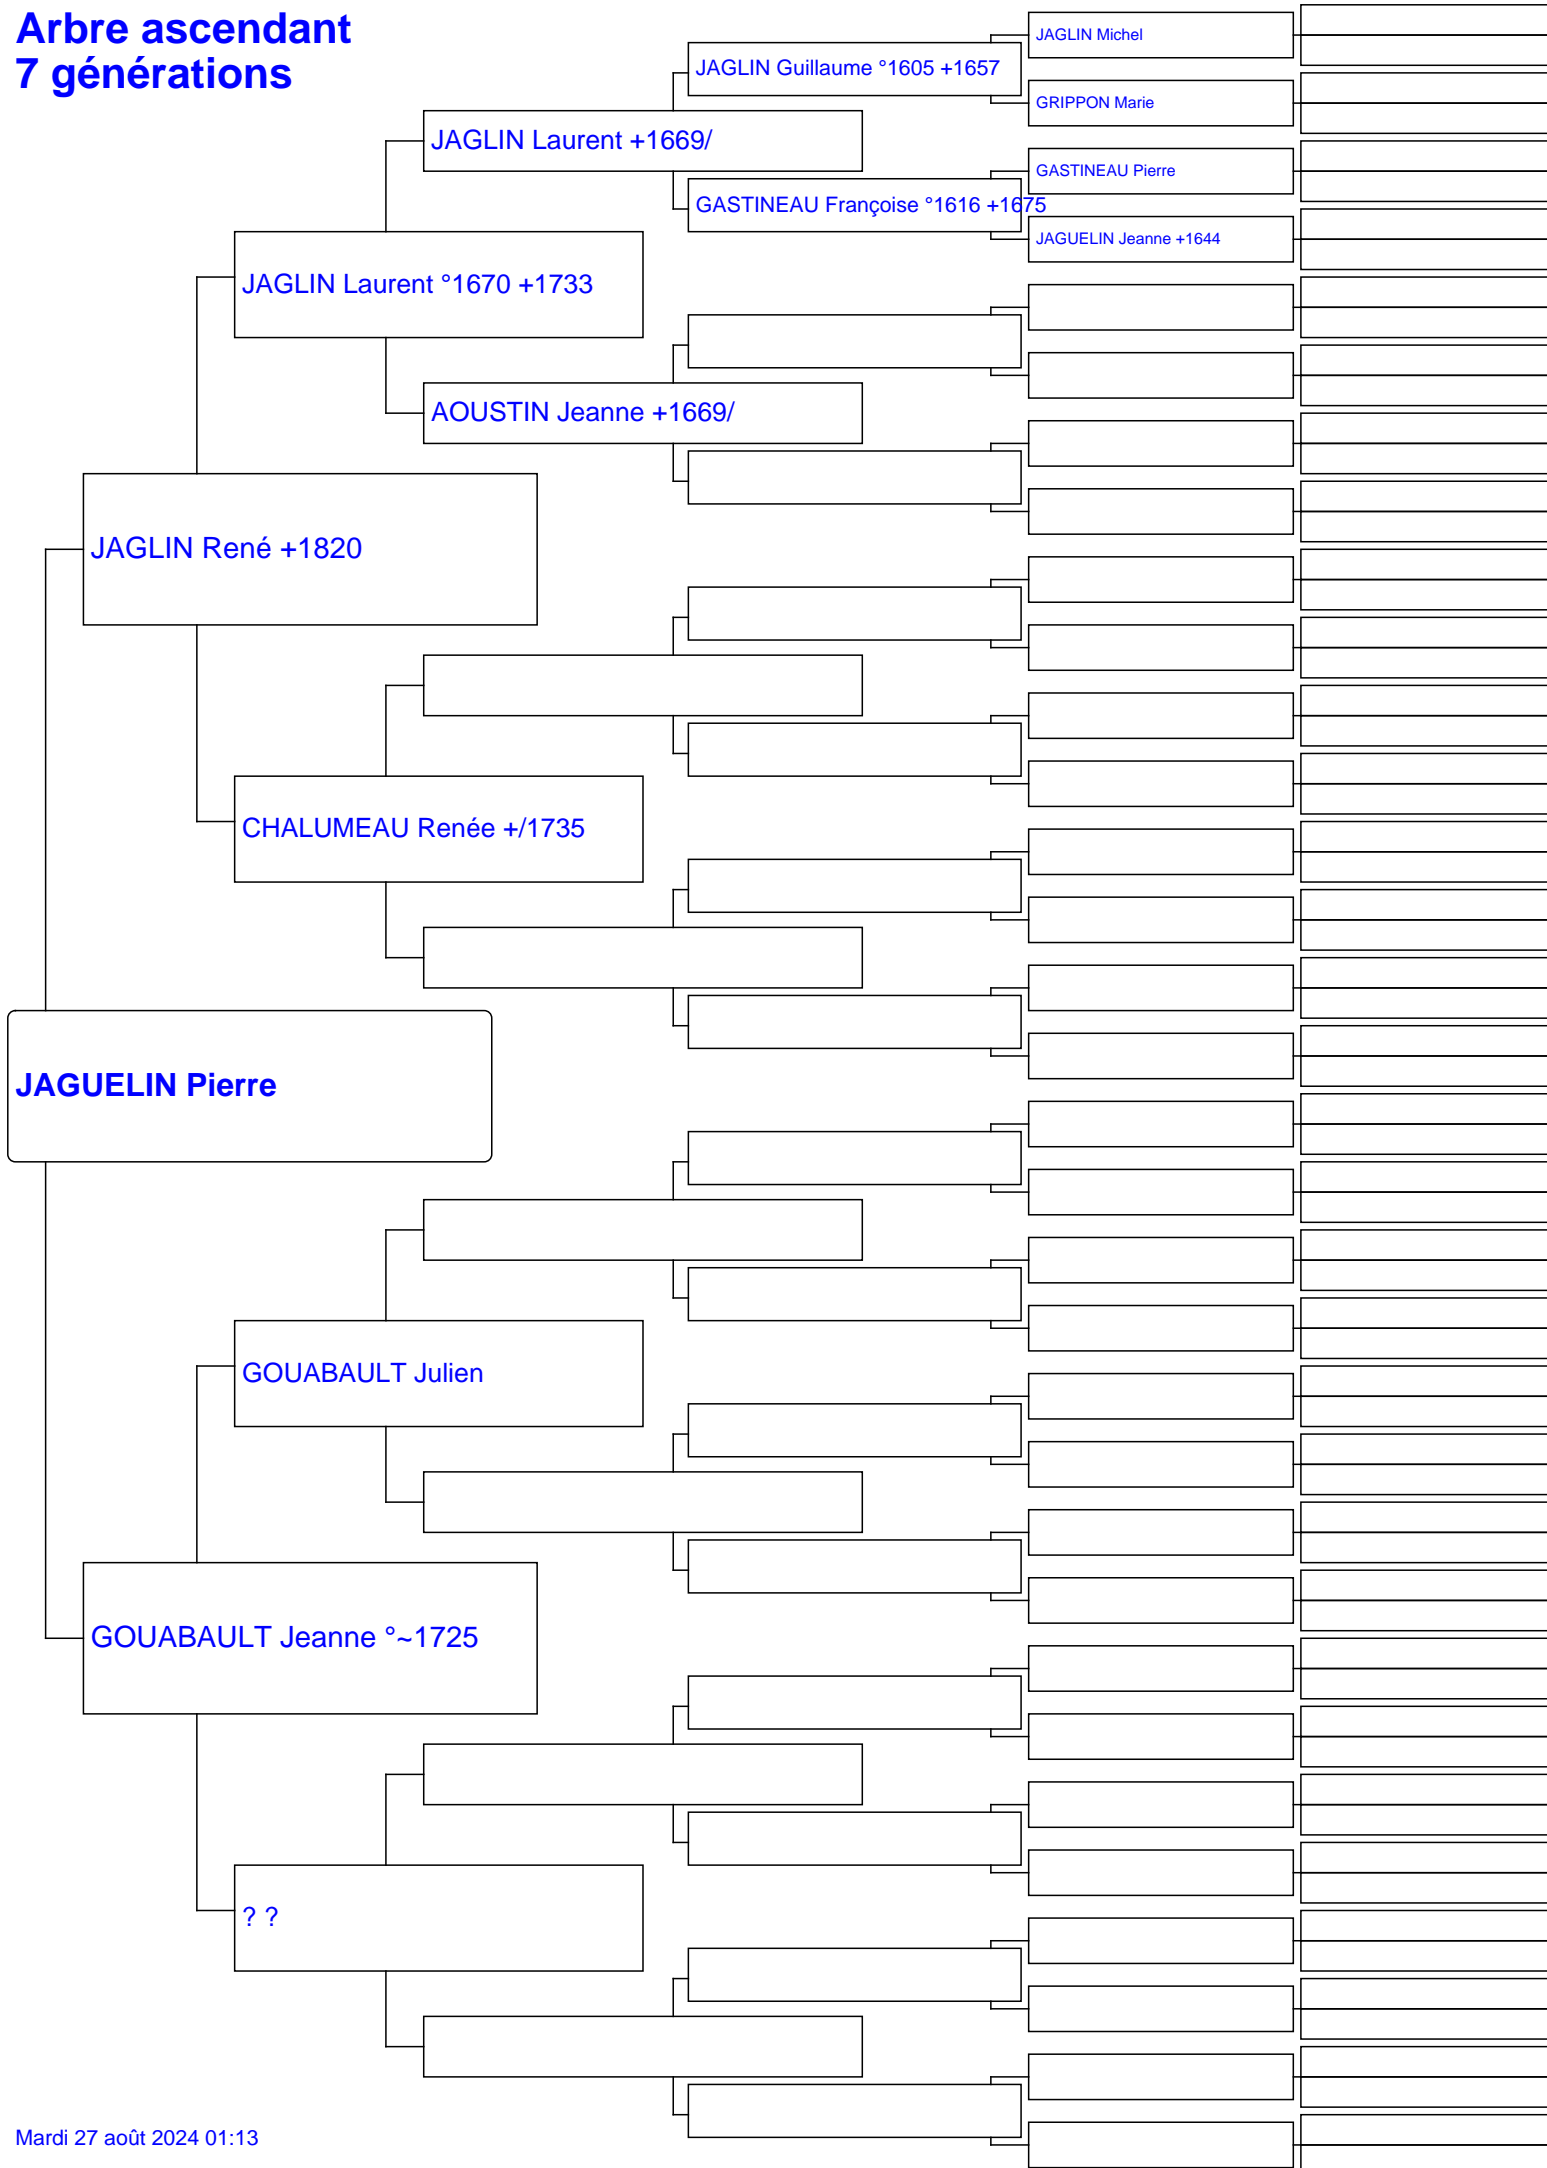 Arbre ascendant
7 générations
JAGLIN Michel
JAGLIN Guillaume °1605 +1657
GRIPPON Marie
JAGLIN Laurent +1669/
GASTINEAU Pierre
GASTINEAU Françoise °1616 +1675
JAGUELIN Jeanne +1644
JAGLIN Laurent °1670 +1733
AOUSTIN Jeanne +1669/
JAGLIN René +1820
CHALUMEAU Renée +/1735
JAGUELIN Pierre
GOUABAULT Julien
GOUABAULT Jeanne °~1725
? ?
Mardi 27 août 2024 01:13